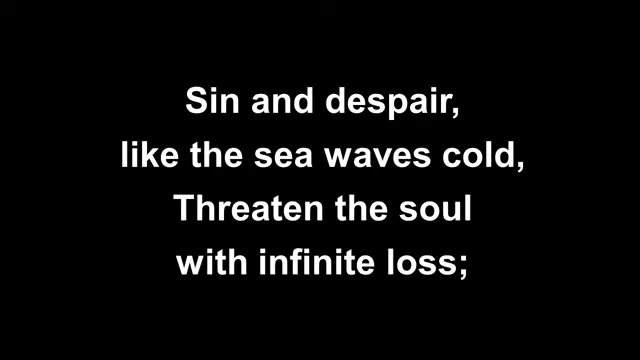 Sin and despair,
like the sea waves cold,
Threaten the soul
with infinite loss;